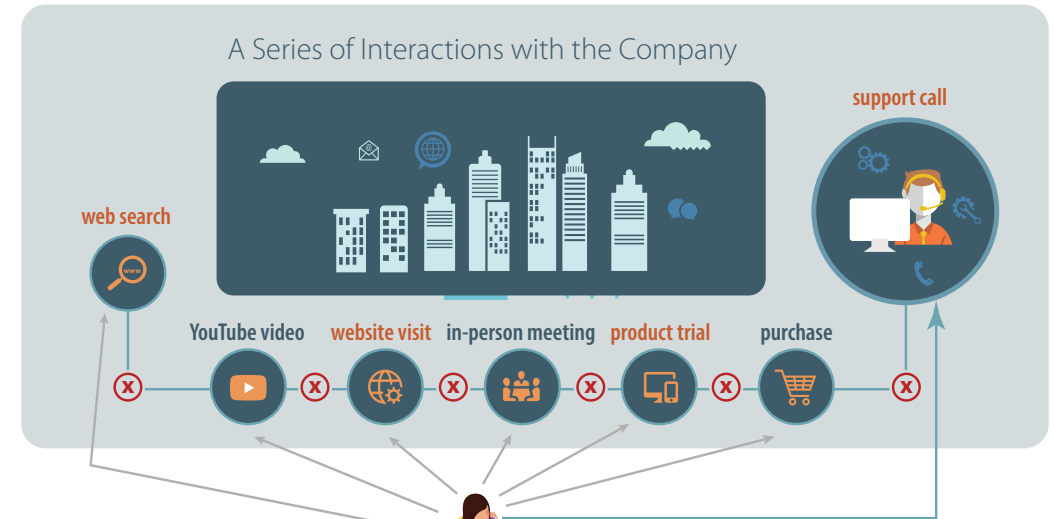 A Series of Interactions with the Company
support call
web search
www
YouTube video
website visit
in-person meeting
product trial
purchase
X
X
X
X
X
X